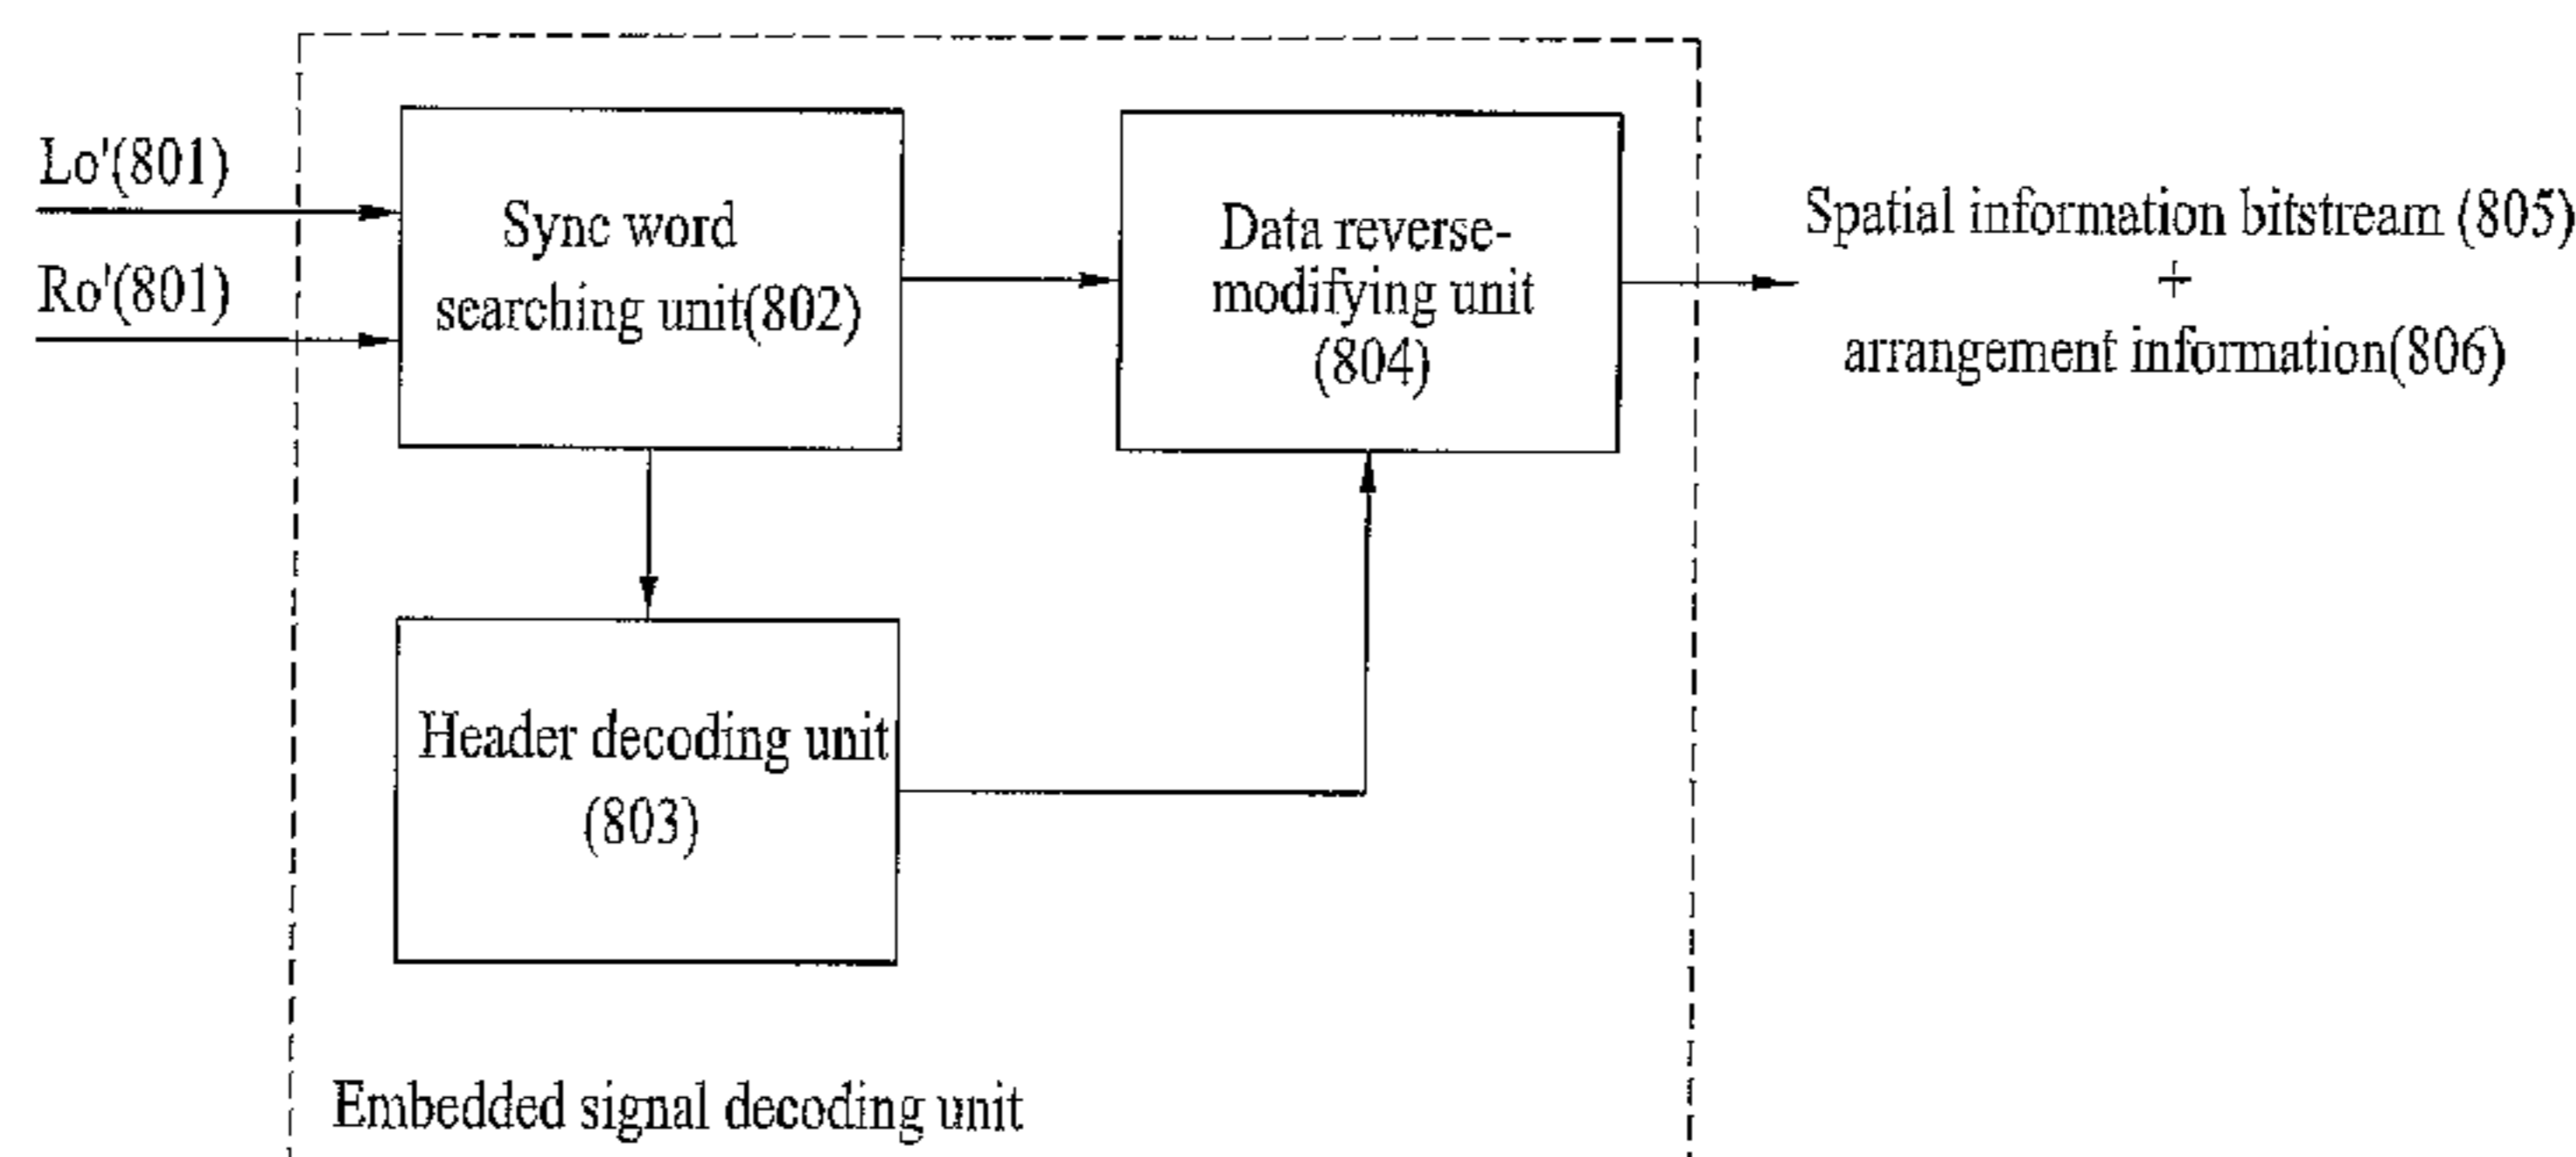 Lo'(801)
Ro'(801)
Sync word
searching unit(802)
Data reverse-
modifying unit
(804)
Spatial information bitstream (805)
+
arrangement information(806)
Header decoding unit
(803)
Embedded signal decoding unit